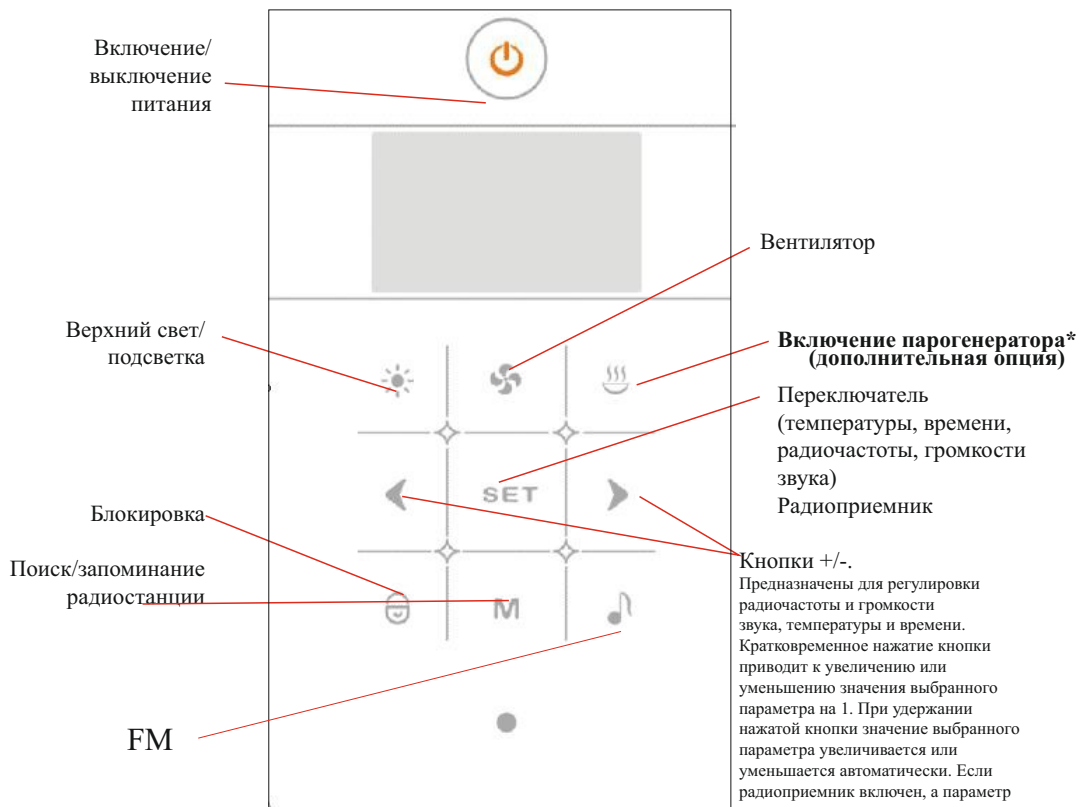 Включение/
выключение
питания
Вентилятор
Верхний свет/
подсветка
Включение парогенератора*
(дополнительная опция)
Переключатель
(температуры, времени,
радиочастоты, громкости
звука)
Радиоприемник
SET
Блокировка
Поиск/запоминание
радиостанции
M
Кнопки +/-.
Предназначены для регулировки
радиочастоты и громкости
звука, температуры и времени.
Кратковременное нажатие кнопки
приводит к увеличению или
уменьшению значения выбранного
параметра на 1. При удержании
нажатой кнопки значение выбранного
параметра увеличивается или
уменьшается автоматически. Если
радиоприемник включен, а параметр
FM